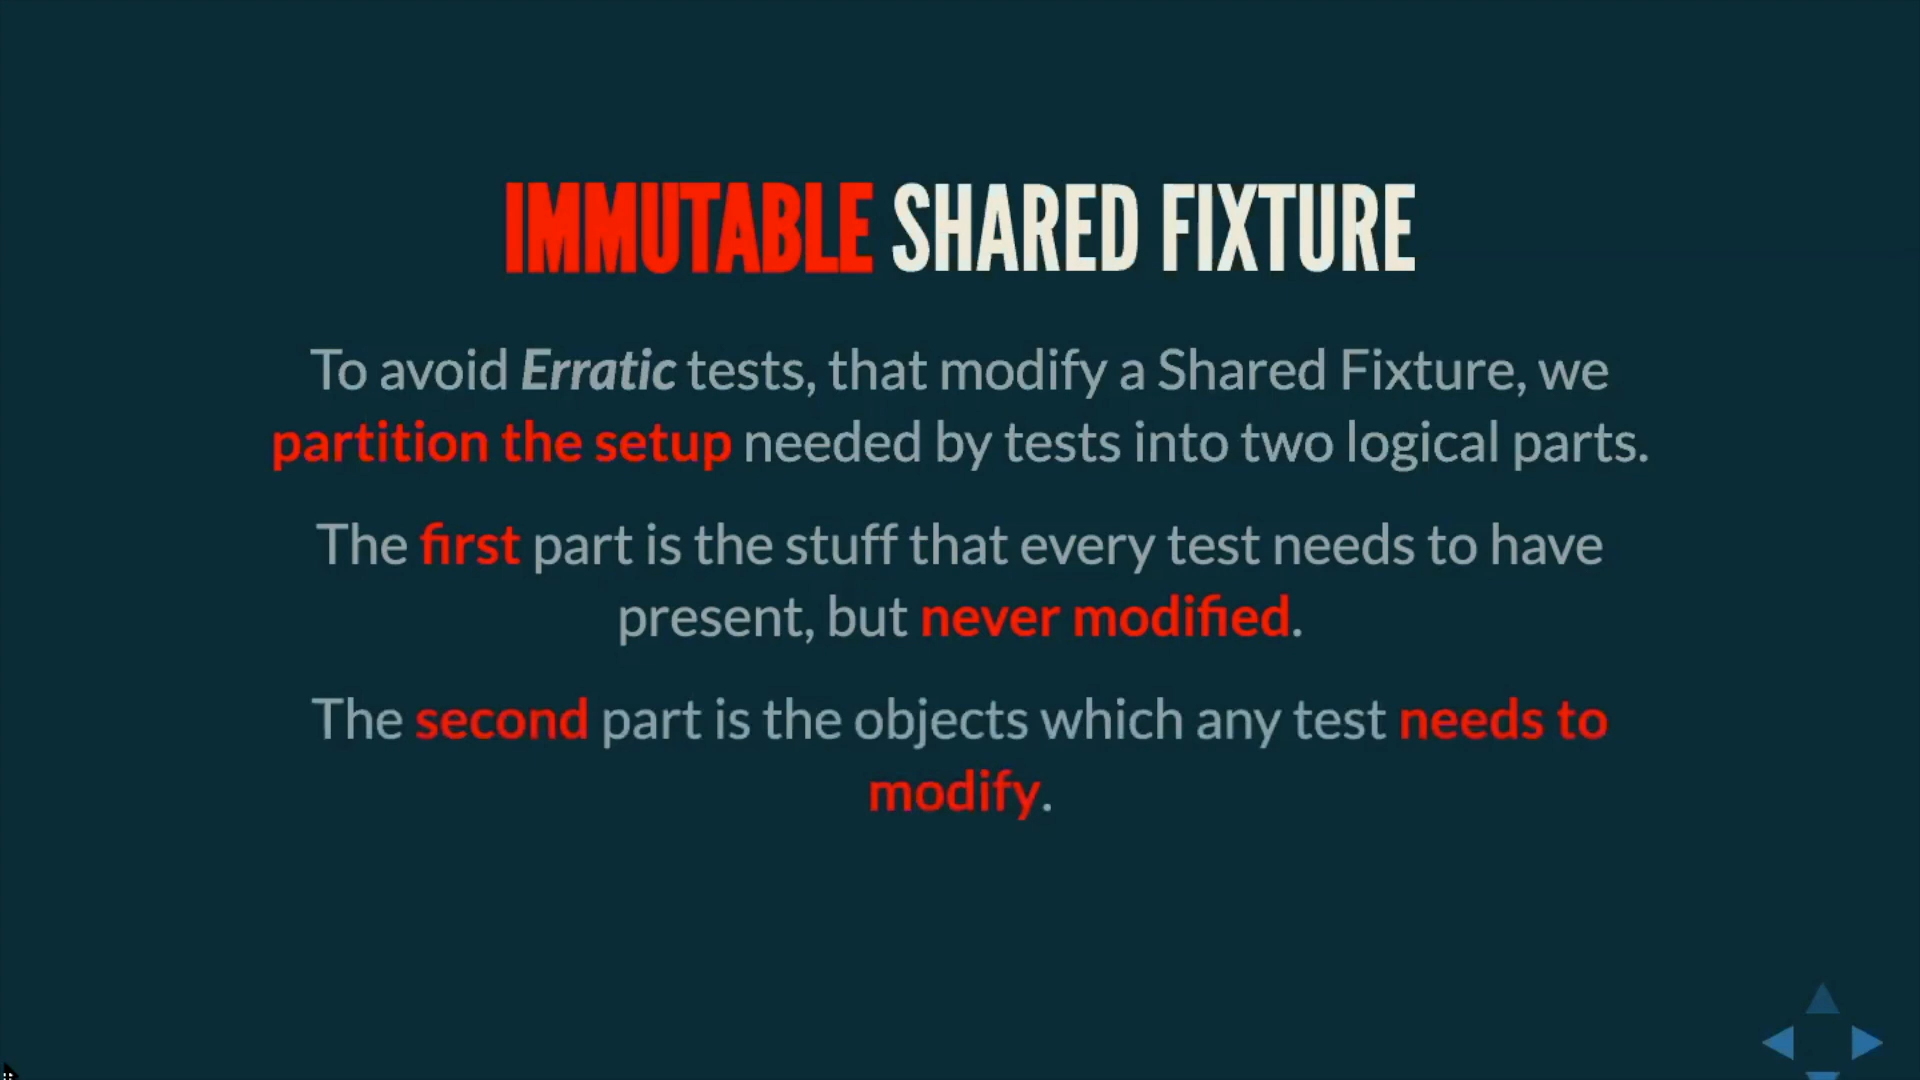 IMMUTABLE SHARED FIXTURE
To avoid Erratic tests, that modify a Shared Fixture, we
partition the setup needed by tests into two logical parts.
The first part is the stuff that every test needs to have
present, but never modified.
The second part is the objects which any test needs to
modify.